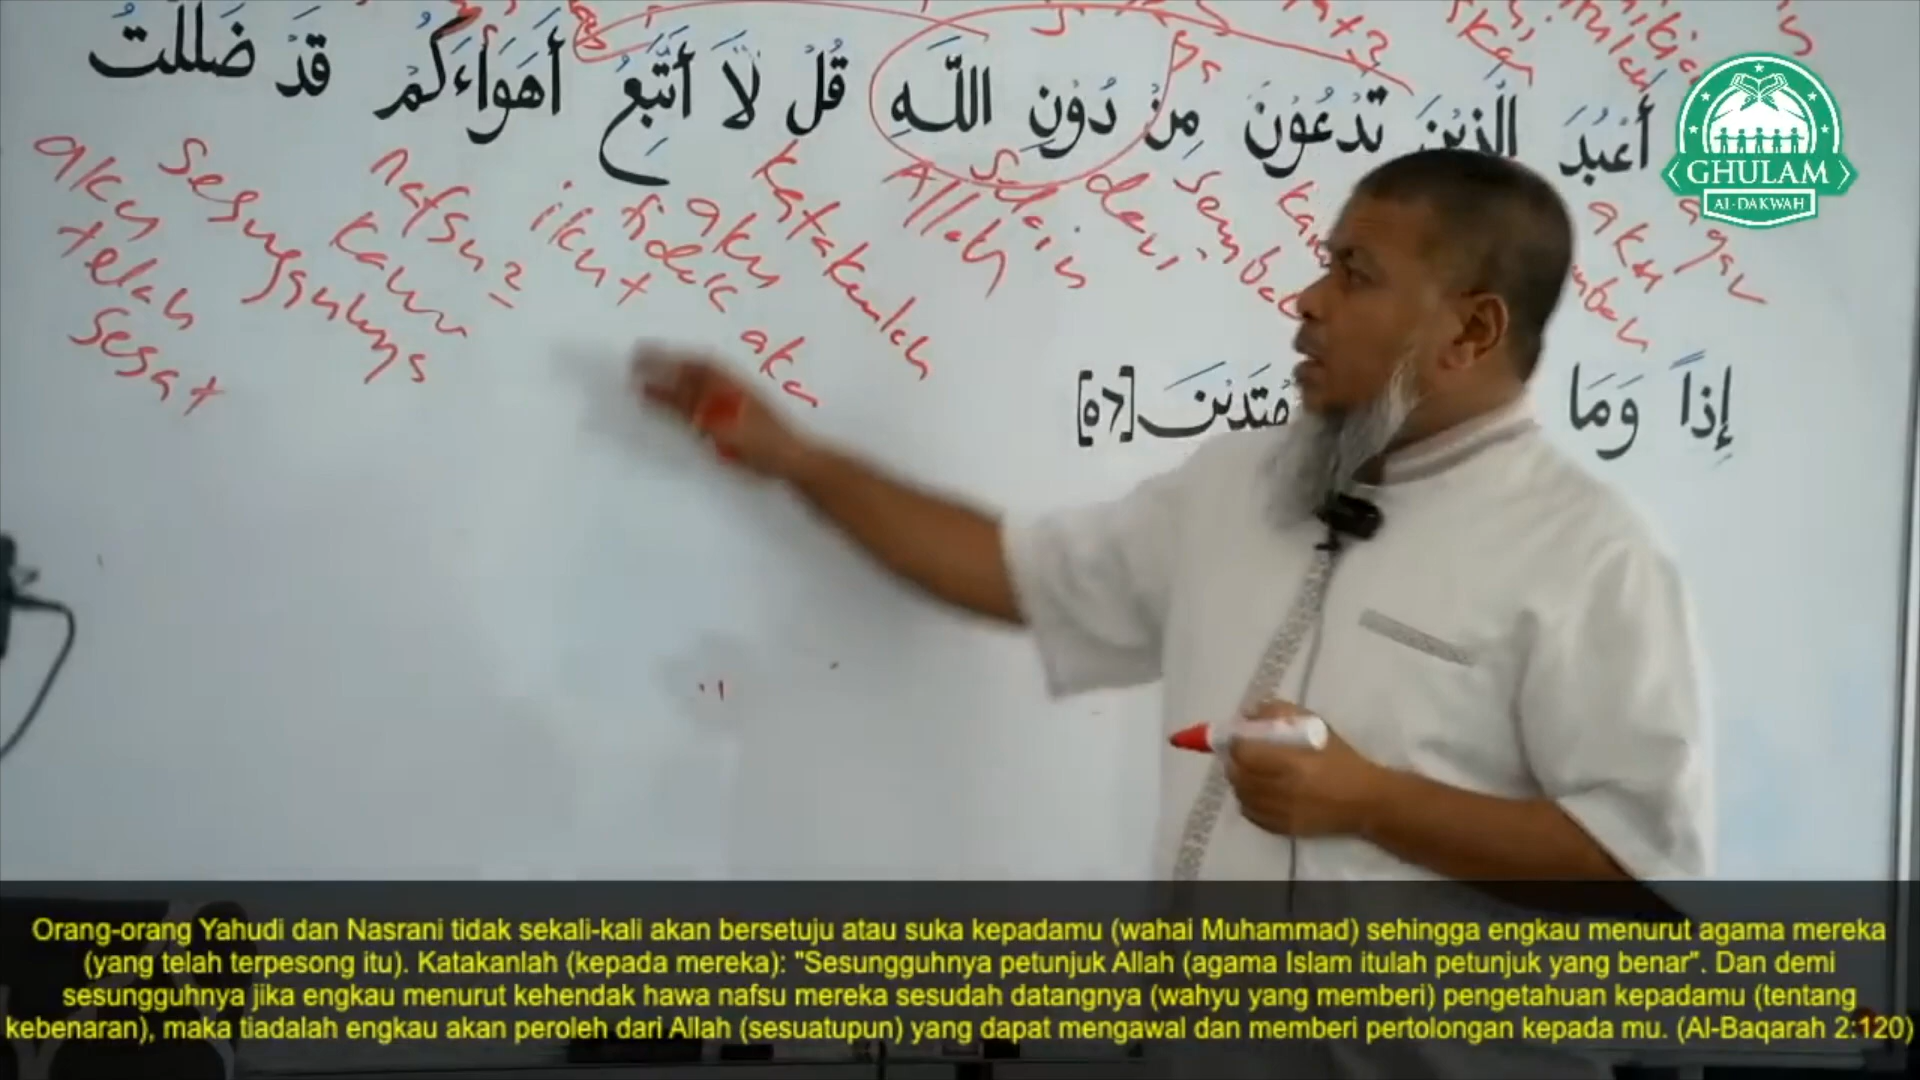 أَعْبُدَ الَّذِيْنَ تَدْعُوْنَ مِنْ دُوْنِ اللَّهِ قُلْ لَّا أَتَّبِعُ أَهْوَاءَكُمْ قَدْ ضَلَلْتُ
agar
aku
sembah
Selain
dari
Allah
katakanlah
aku
tidak akan
ikut
nafsu2
kamu
sesungguhnya
aku
telah
sesat
إِذاً وَمَا
[٥٦]
GHULAM
Al-DAKWAH
Orang-orang Yahudi dan Nasrani tidak sekali-kali akan bersetuju atau suka kepadamu (wahai Muhammad) sehingga engkau menurut agama mereka
(yang telah terpesong itu). Katakanlah (kepada mereka): "Sesungguhnya petunjuk Allah (agama Islam itulah petunjuk yang benar". Dan demi
sesungguhnya jika engkau menurut kehendak hawa nafsu mereka sesudah datangnya (wahyu yang memberi) pengetahuan kepadamu (tentang
kebenaran), maka tiadalah engkau akan peroleh dari Allah (sesuatupun) yang dapat mengawal dan memberi pertolongan kepada mu. (Al-Baqarah 2:120)